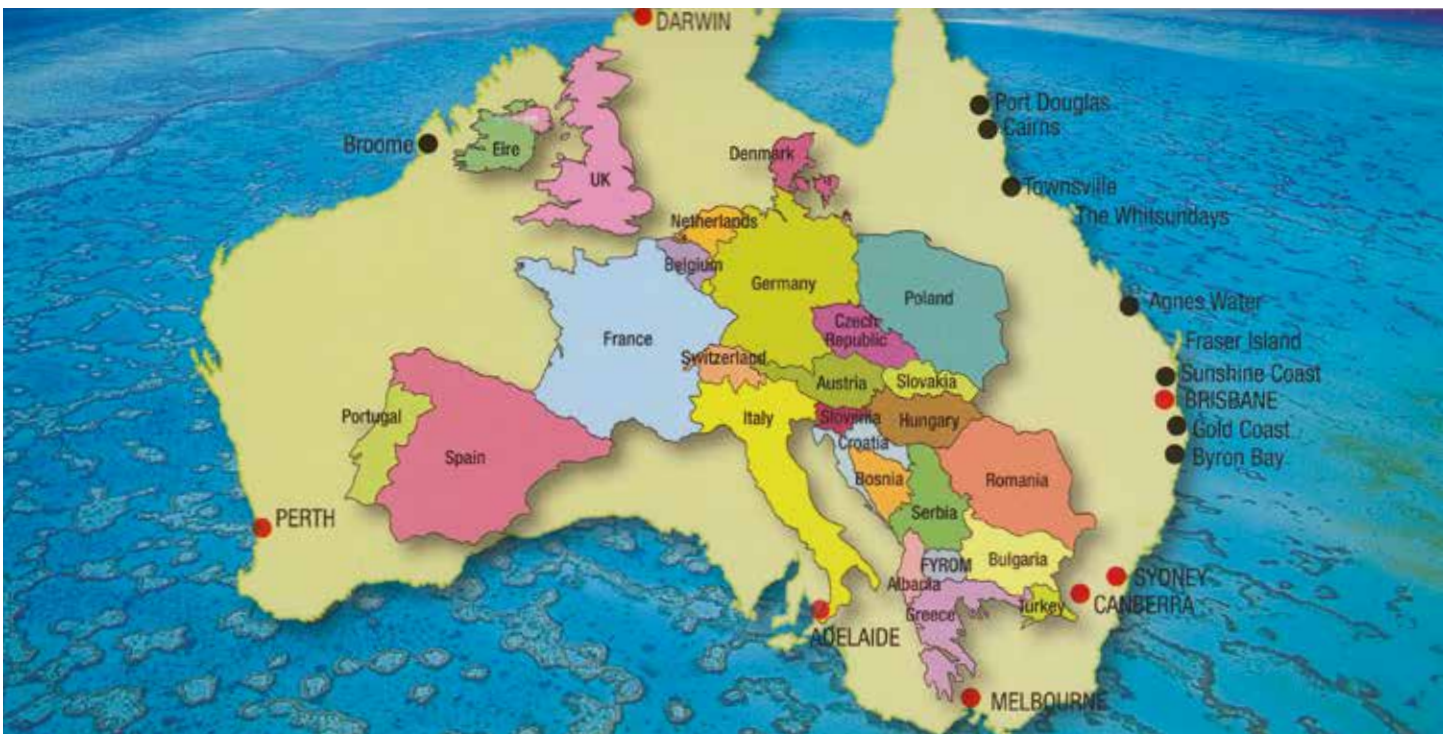 DARWIN
Port Douglas
Cairns
Broome
Eire
UK
Denmark
Townsville
The Whitsundays
Netherlands
Belgium
Germany
Poland
Agnes Water
France
Czech
Republic
Fraser Island
Switzerland
Austria
Slovakia
Sunshine Coast
BRISBANE
Portugal
Italy
Slovenia
Hungary
Gold Coast
Croatia
Spain
Byron Bay
Bosnia
Romania
Serbia
PERTH
Bulgaria
FYROM
Albania
SYDNEY
CANBERRA
Turkey
Greece
ADELAIDE
MELBOURNE